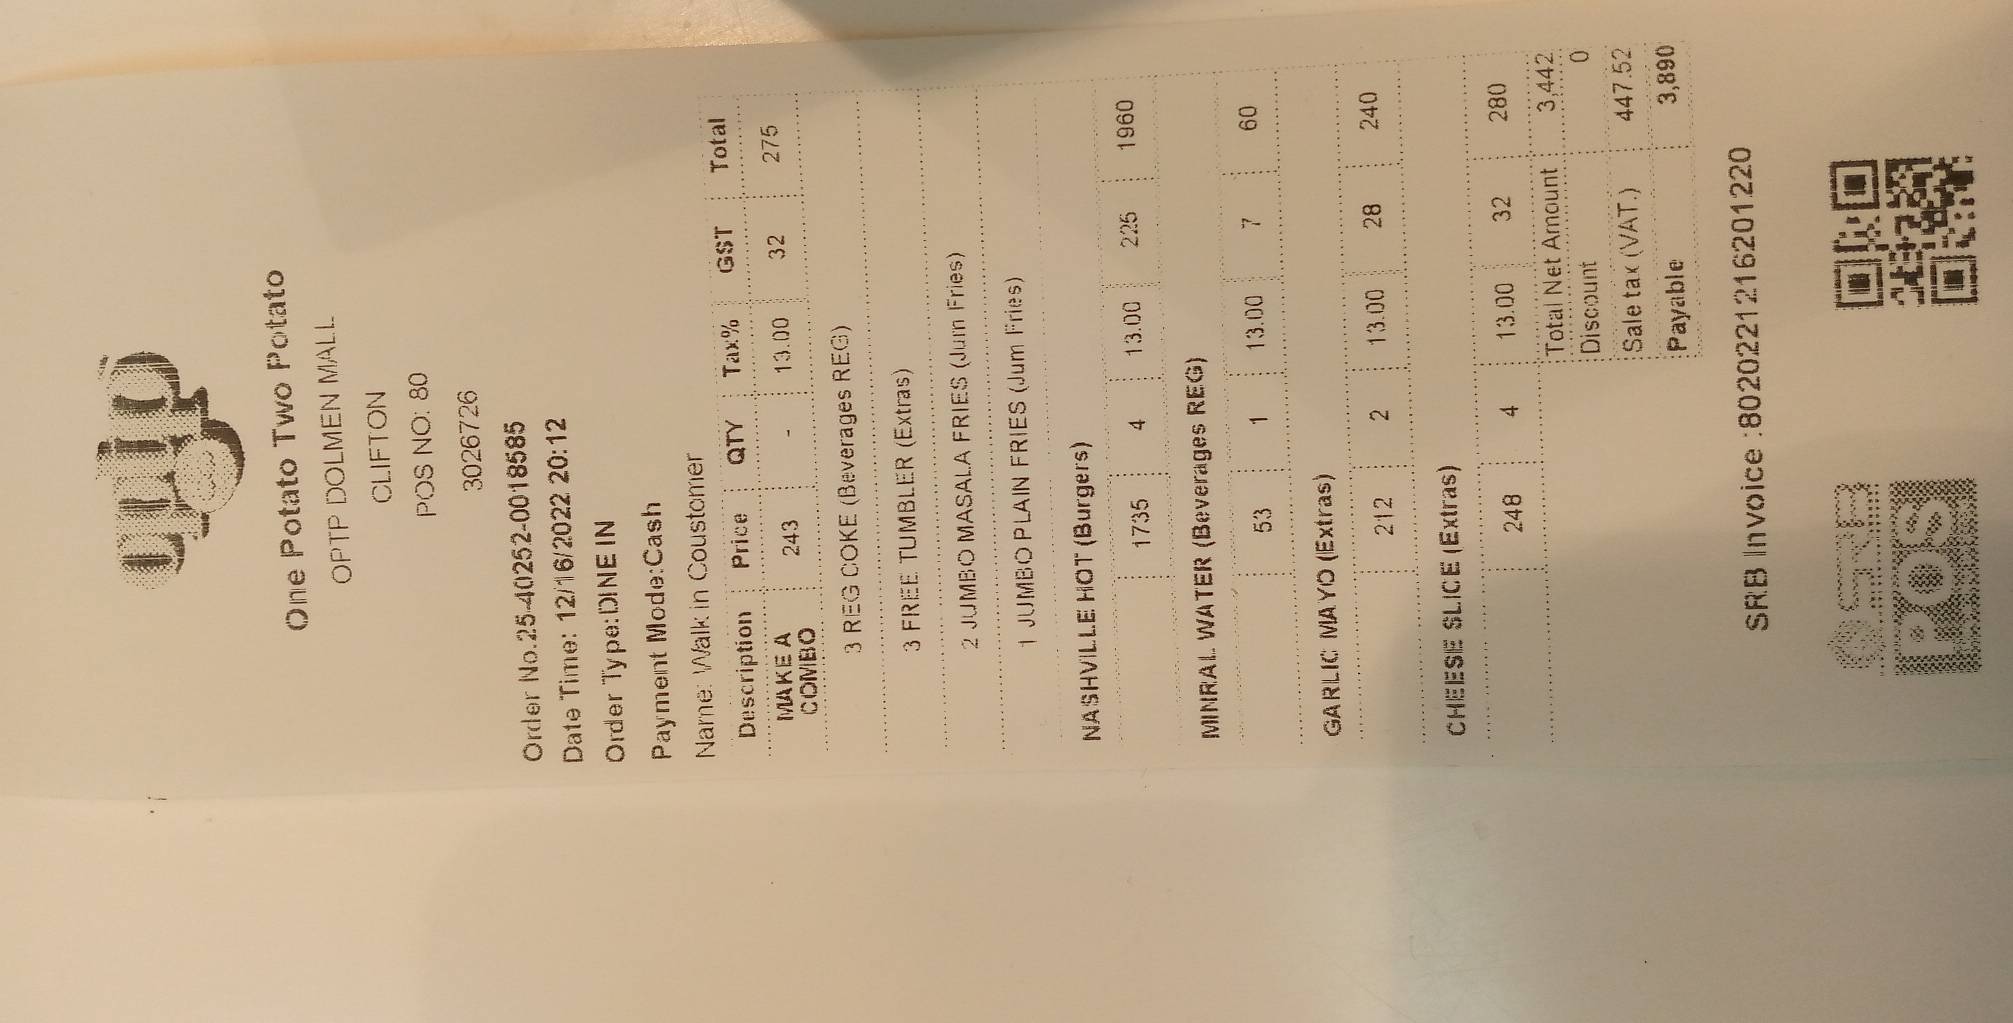 optp
One Potato Two Potato
OPTP DOLMEN MALL
CLIFTON
POS NO: 80
3026726
Order No.25-40252-0018585
Date Time: 12/16/2022 20:12
Order Type:DINE IN
Payment Mode:Cash
Name: Walk in Coustomer
Description Price QTY Tax% GST Total
MAKE A COMBO 243 - 13.00 32 275
3 REG COKE (Beverages REG)
3 FREE TUMBLER (Extras)
2 JUMBO MASALA FRIES (Jum Fries)
1 JUMBO PLAIN FRIES (Jum Fries)
NASHVILLE HOT (Burgers)
1735 4 13.00 225 1960
MINRAL WATER (Beverages REG)
53 1 13.00 7 60
GARLIC MAYO (Extras)
212 2 13.00 28 240
CHEESE SLICE (Extras)
248 4 13.00 32 280
Total Net Amount 3,442
Discount 0
Sale tax (VAT.) 447.52
Payable 3,890
SRB Invoice :8020221216201220
SRB
POS